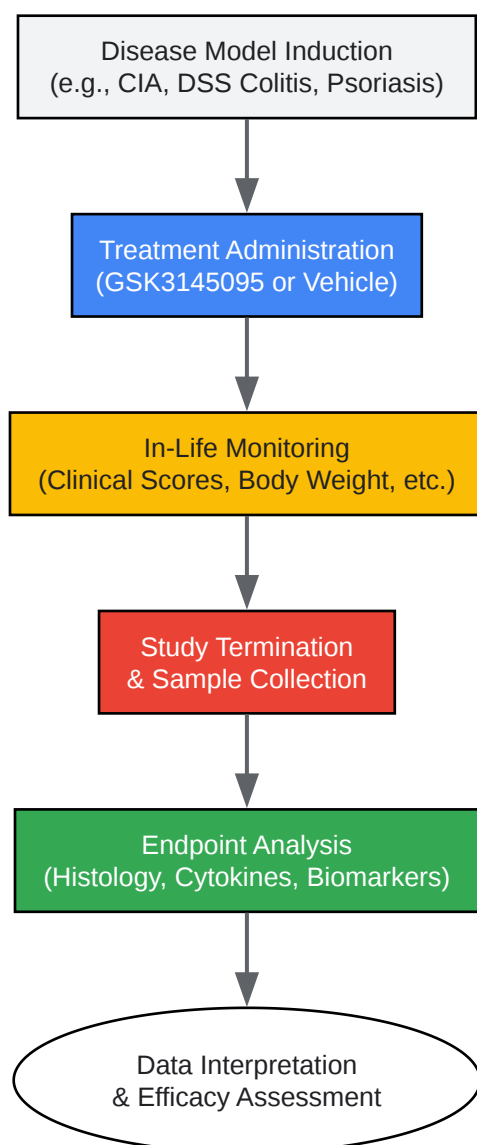 Disease Model Induction
(e.g., CIA, DSS Colitis, Psoriasis)
Treatment Administration
(GSK3145095 or Vehicle)
In-Life Monitoring
(Clinical Scores, Body Weight, etc.)
Study Termination
& Sample Collection
Endpoint Analysis
(Histology, Cytokines, Biomarkers)
Data Interpretation
& Efficacy Assessment